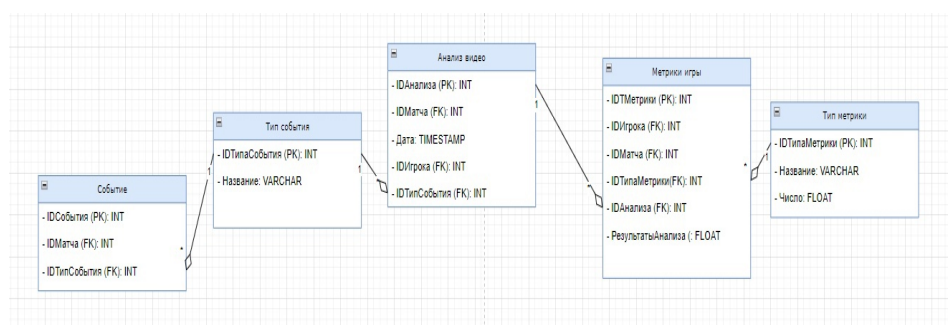 Событие
- IDСобытия (PK): INT
- IDМатча (FK): INT
- IDТипСобытия (FK): INT
*
1
Тип события
- IDТипаСобытия (PK): INT
- Название: VARCHAR
1
*
Анализ видео
- IDАнализа (PK): INT
- IDМатча (FK): INT
- Дата: TIMESTAMP
- IDИгрока (FK): INT
- IDТипСобытия (FK): INT
1
*
Метрики игры
- IDТМетрики (PK): INT
- IDИгрока (FK): INT
- IDМатча (FK): INT
- IDТипаМетрики(FK): INT
- IDАнализа (FK): INT
- РезультатыАнализа (: FLOAT
*
1
Тип метрики
- IDТипаМетрики (PK): INT
- Название: VARCHAR
- Число: FLOAT